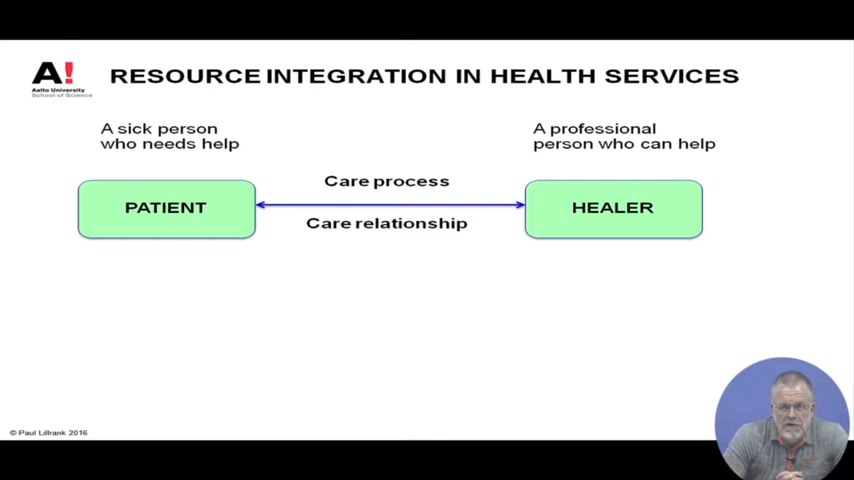 A!
Aalto University
School of Science
RESOURCE INTEGRATION IN HEALTH SERVICES
A sick person
who needs help
A professional
person who can help
PATIENT
Care process
Care relationship
HEALER
© Paul Lillrank 2016